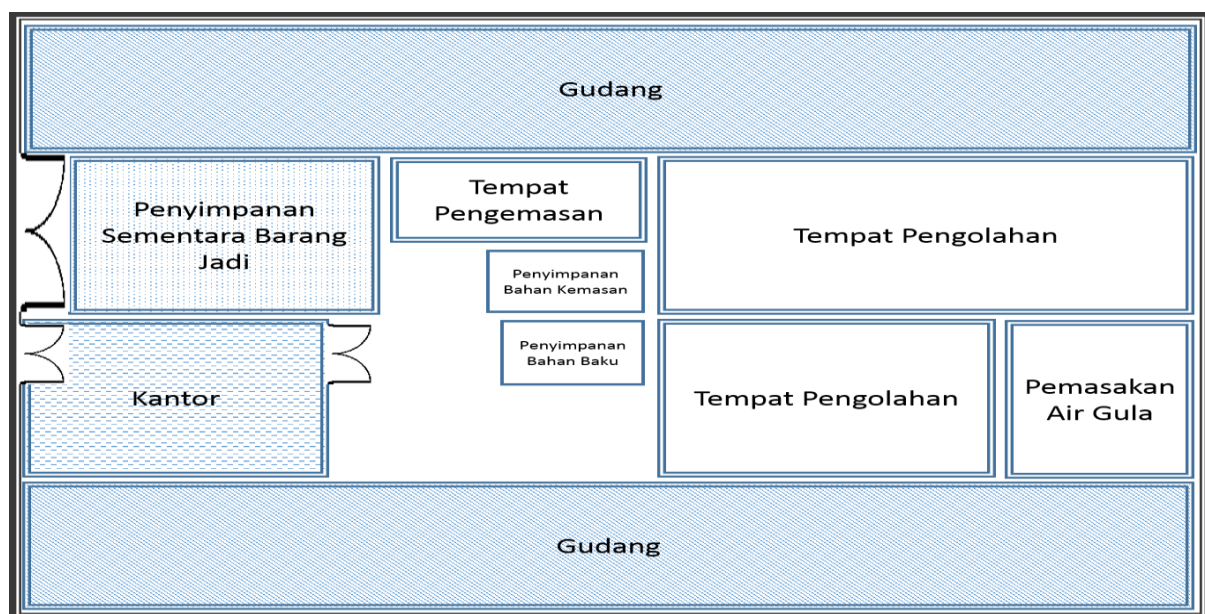 Gudang
Penyimpanan
Sementara Barang
Jadi
Tempat
Pengemasan
Tempat Pengolahan
Penyimpanan
Bahan Kemasan
Penyimpanan
Bahan Baku
Kantor
Tempat Pengolahan
Pemasakan
Air Gula
Gudang